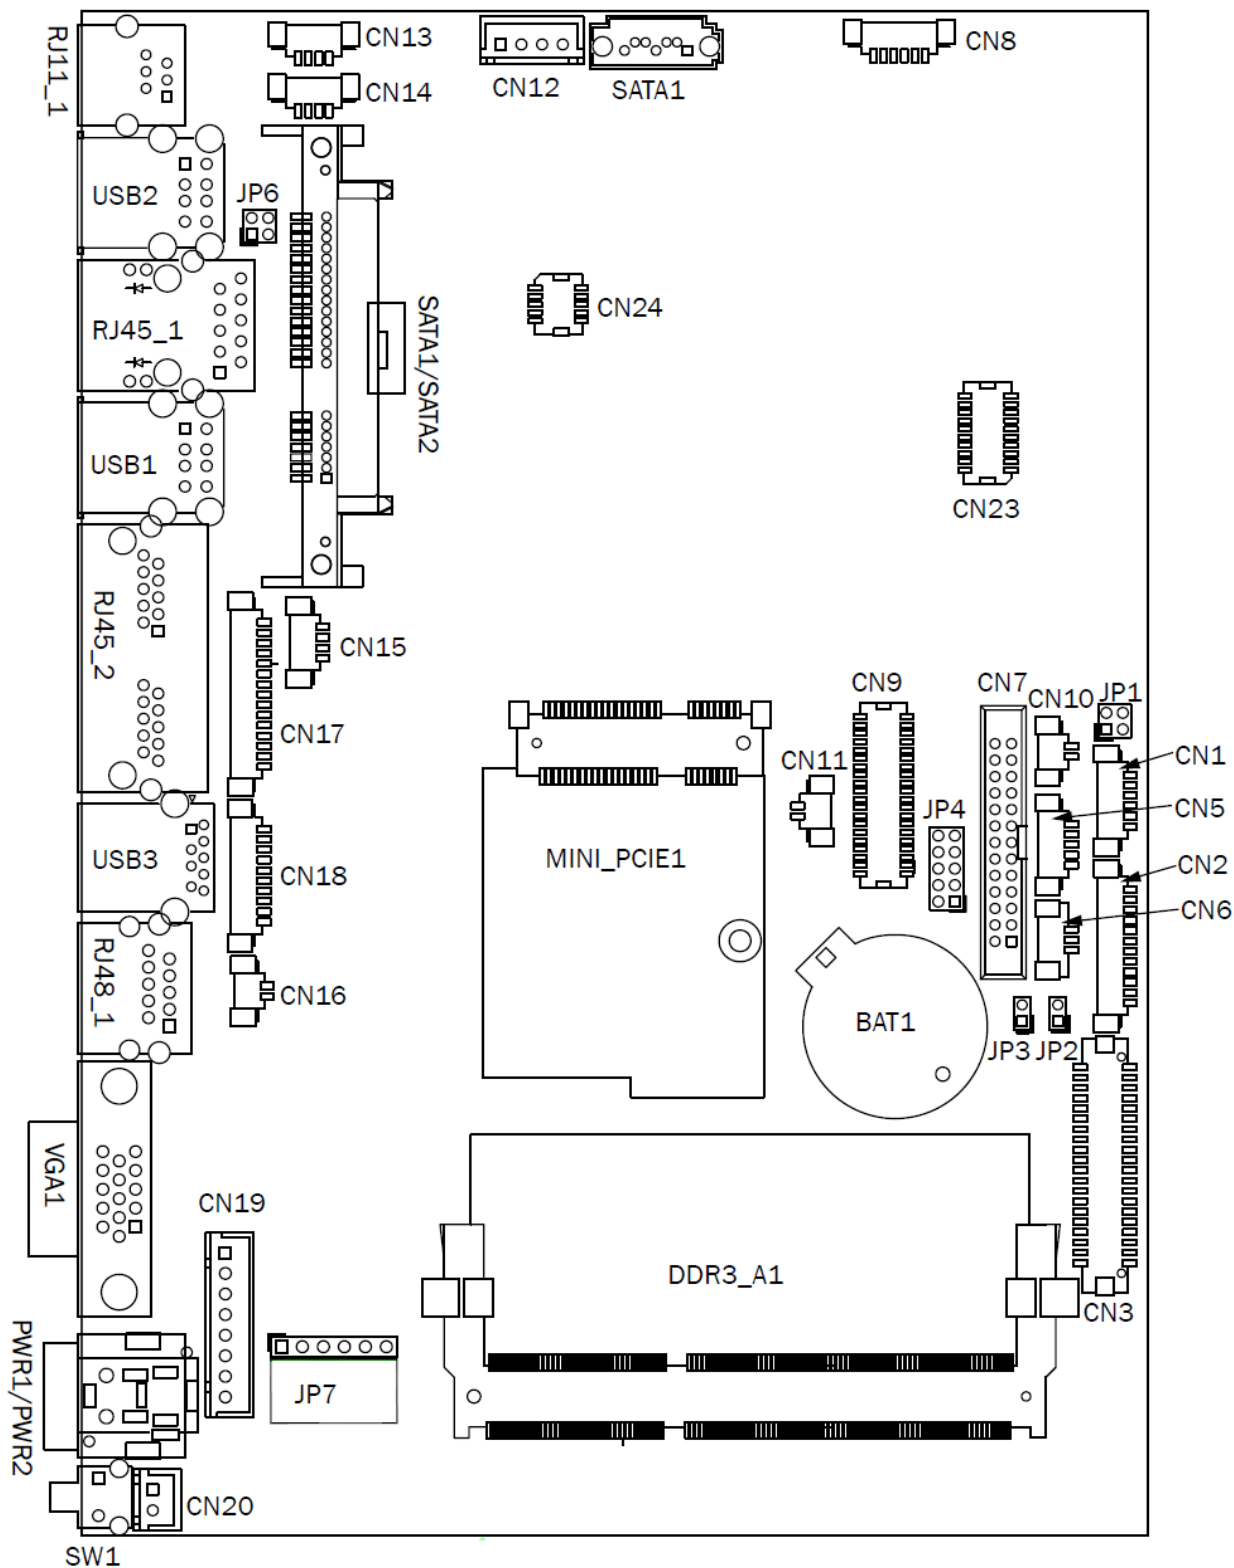 RJ11_1
CN13
CN14
CN12
SATA1
CN8
USB2
JP6
RJ45_1
SATA1/SATA2
CN24
USB1
CN23
RJ45_2
CN15
CN17
CN9
CN7
CN10
JP1
CN11
CN1
JP4
CN5
USB3
CN18
MINI_PCIE1
CN2
CN6
RJ48_1
CN16
BAT1
JP3
JP2
VGA1
CN19
DDR3_A1
CN3
PWR1/PWR2
JP7
CN20
SW1